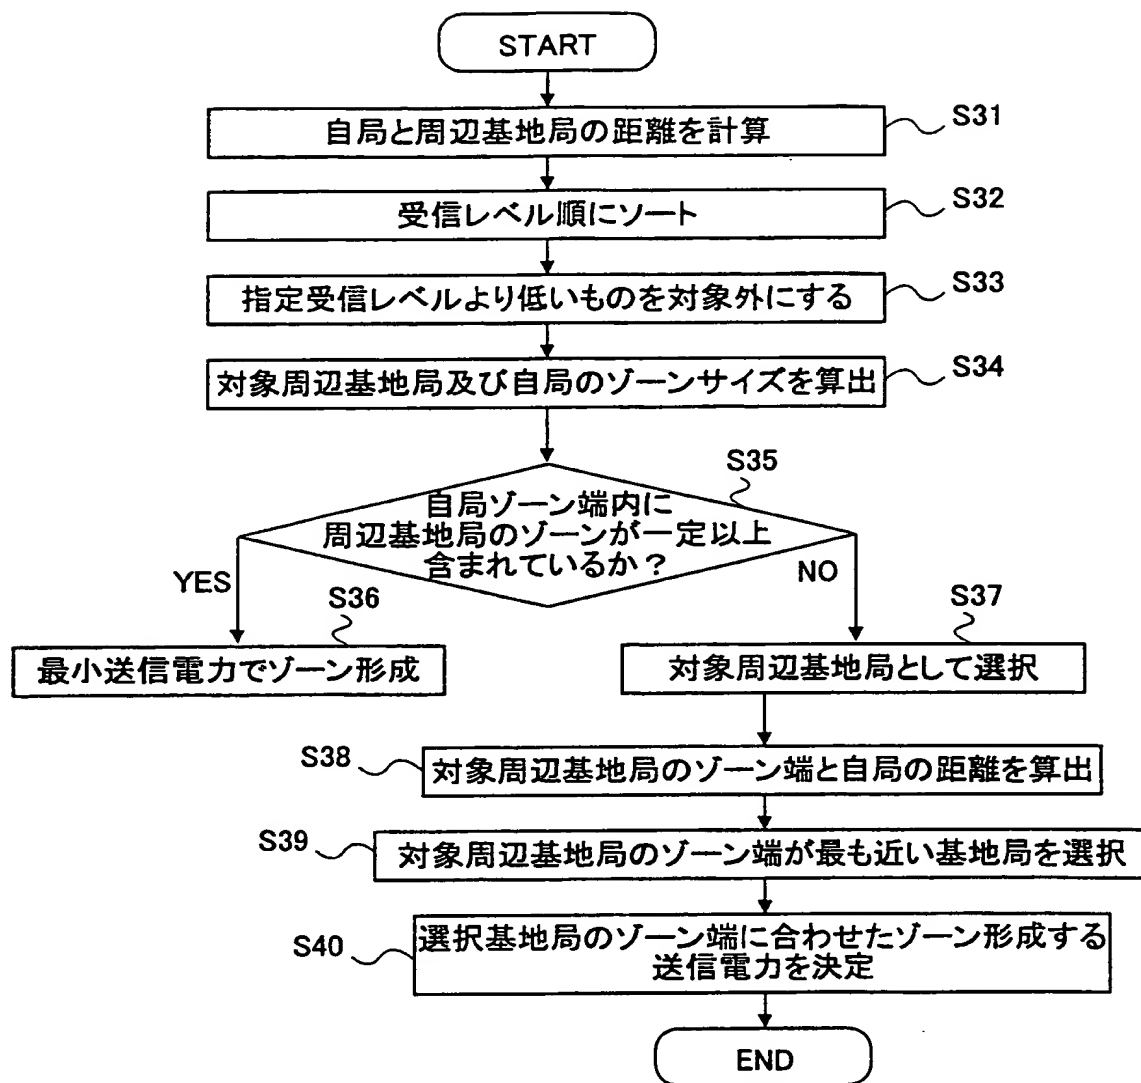 START
自局と周辺基地局の距離を計算
S31
受信レベル順にソート
S32
指定受信レベルより低いものを対象外にする
S33
対象周辺基地局及び自局のゾーンサイズを算出
S34
S35
自局ゾーン端内に
周辺基地局のゾーンが一定以上
含まれているか？
YES
NO
S36
最小送信電力でゾーン形成
S37
対象周辺基地局として選択
S38
対象周辺基地局のゾーン端と自局の距離を算出
S39
対象周辺基地局のゾーン端が最も近い基地局を選択
S40
選択基地局のゾーン端に合わせたゾーン形成する
送信電力を決定
END